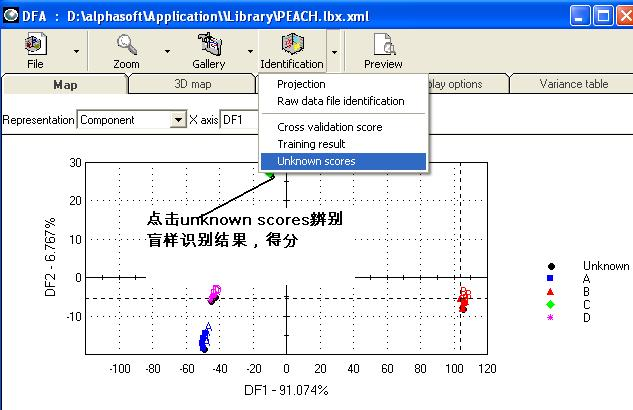 DFA : D:\alphasoft\Application\\Library\PEACH.lbx.xml
File
Zoom
Gallery
Identification
Preview
Map
3D map
play options
Variance table
Projection
Raw data file identification
Cross validation score
Training result
Unknown scores
Representation
Component
X axis
DF1
点击unknown scores辨别
盲样识别结果，得分
DF2 - 6.767%
30
20
10
0
-10
-100
-80
-60
-40
-20
0
20
40
60
80
100
120
DF1 - 91.074%
Unknown
A
B
C
D